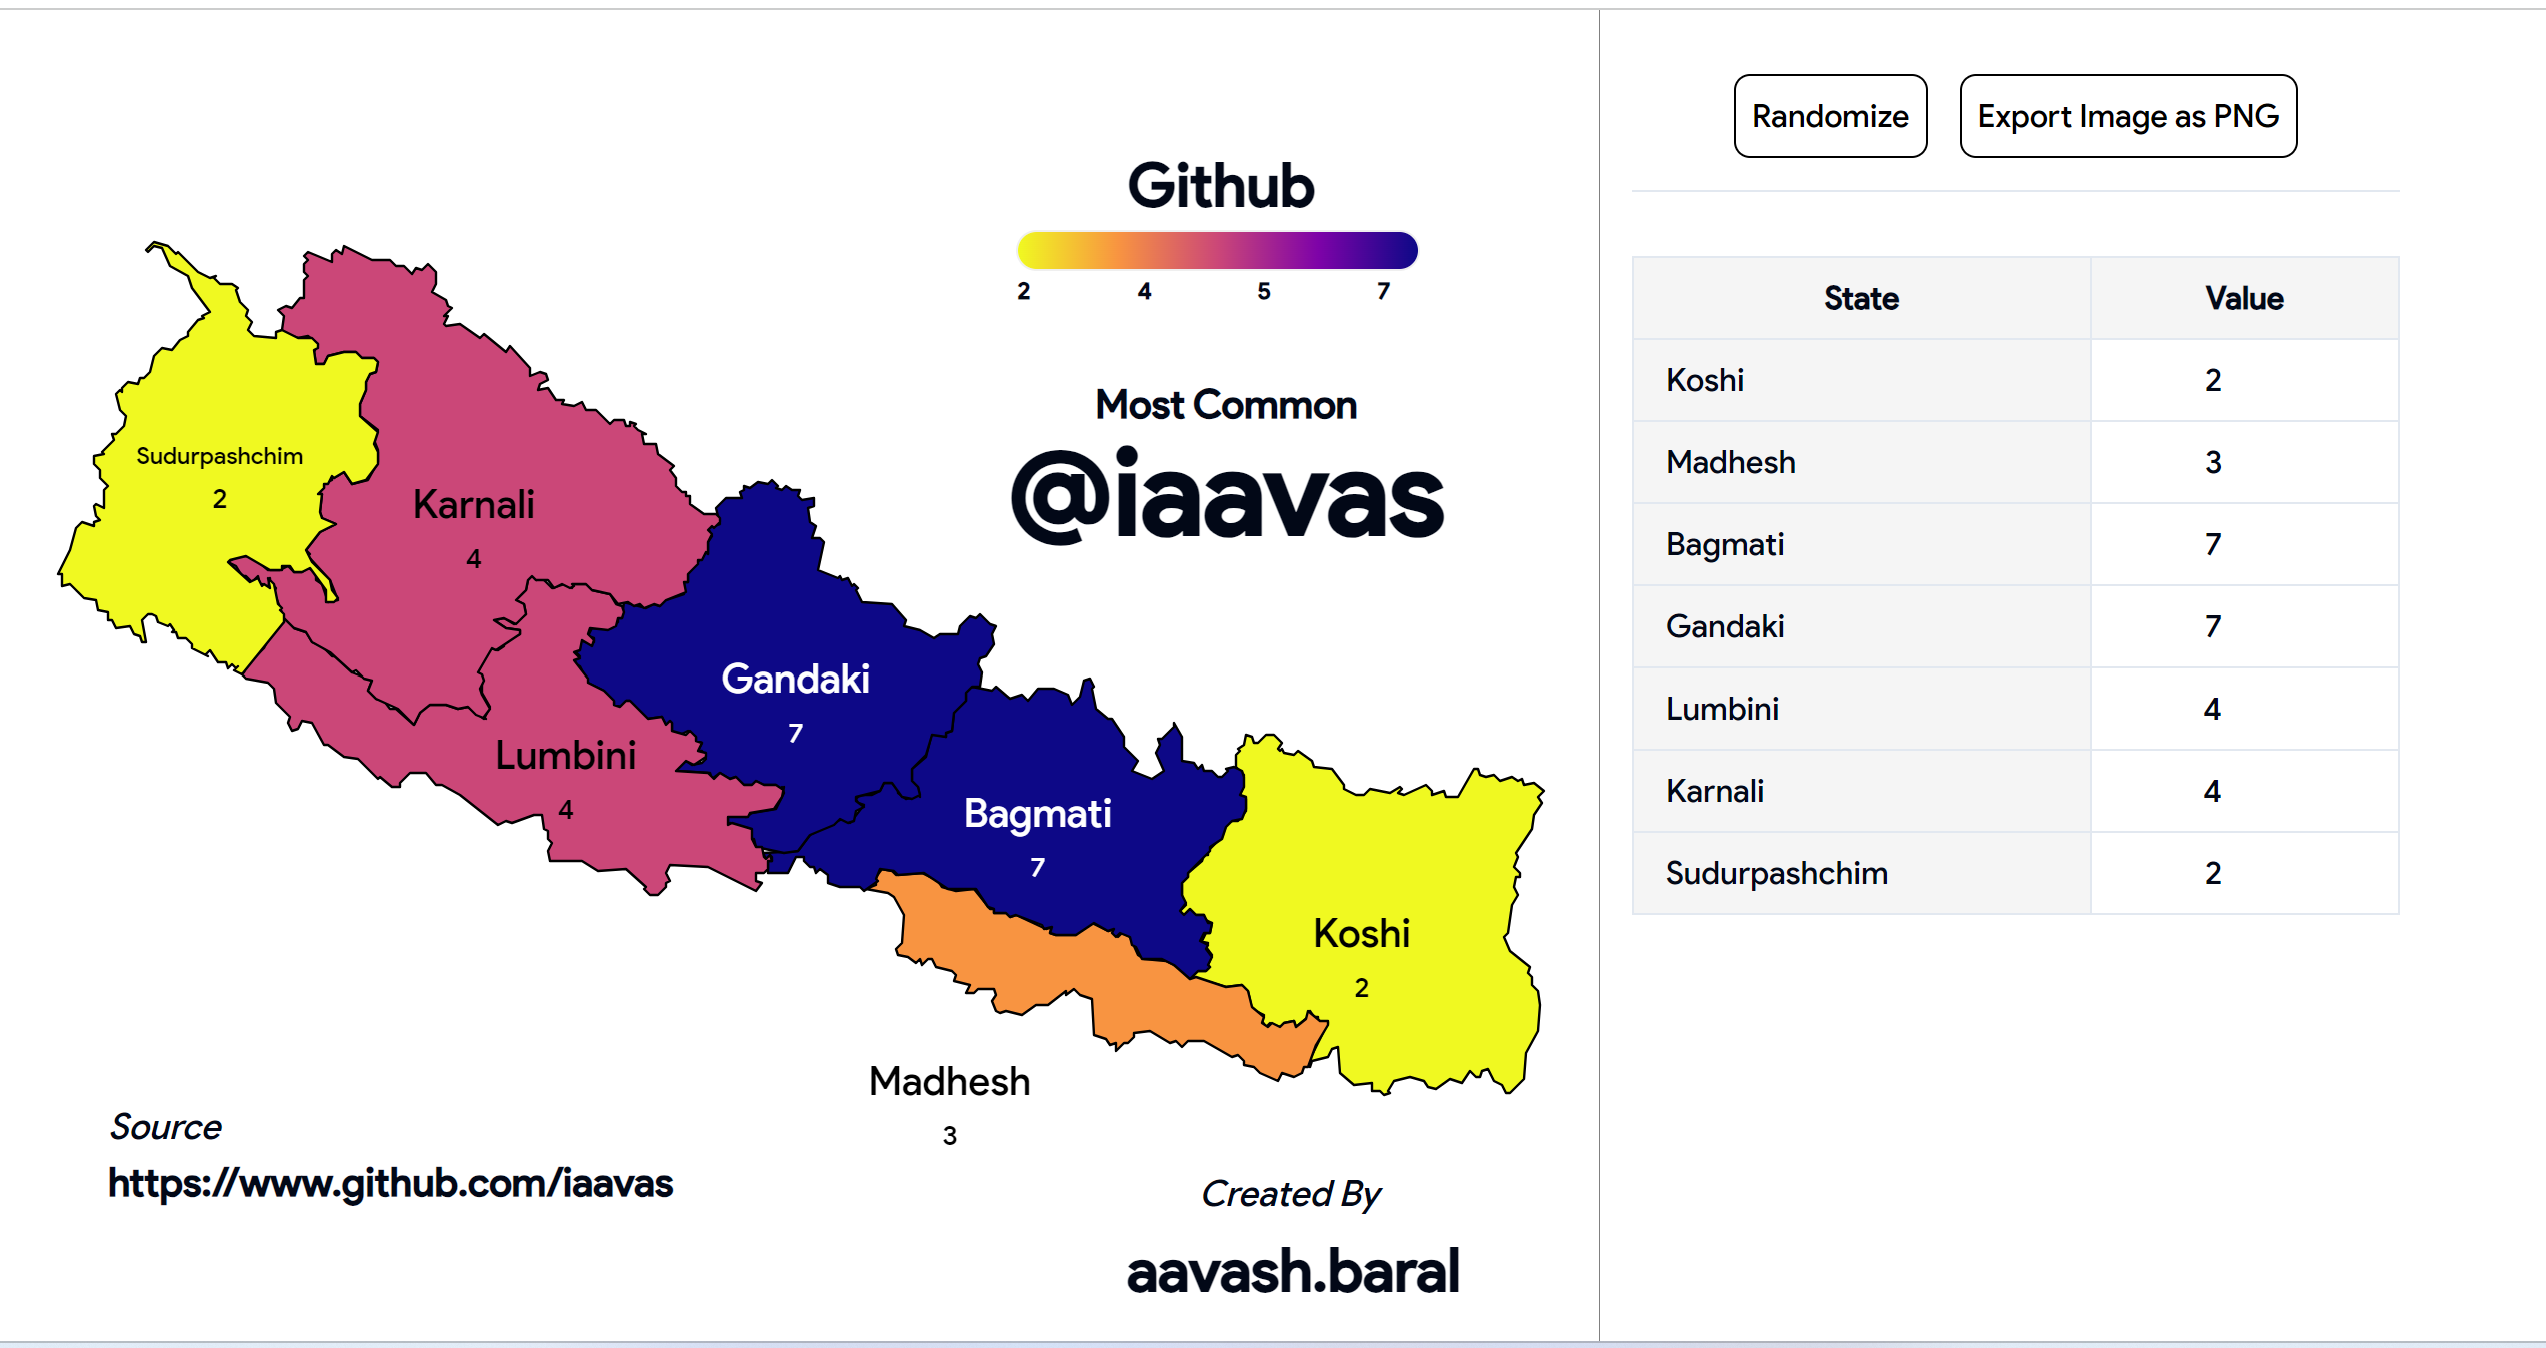 Github
2 4 5 7
Most Common
@iaavas
Sudurpashchim
2
Karnali
4
Gandaki
7
Lumbini
4
Bagmati
7
Koshi
2
Madhesh
3
Source
https://www.github.com/iaavas
Created By
aavash.baral
Randomize Export Image as PNG
State Value
Koshi 2
Madhesh 3
Bagmati 7
Gandaki 7
Lumbini 4
Karnali 4
Sudurpashchim 2